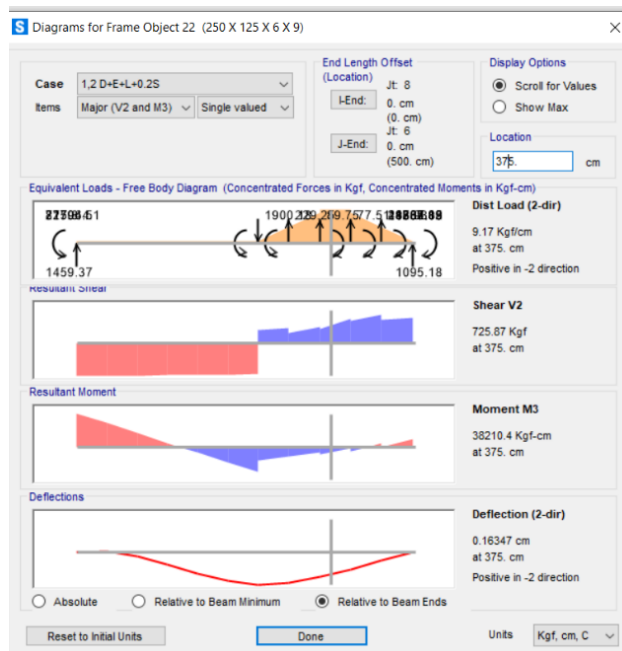 S Diagrams for Frame Object 22 (250 X 125 X 6 X 9)
Case 1,2 D+E+L+0.2S
Items Major (V2 and M3) Single valued
End Length Offset
(Location)
Jt: 8
I-End: 0. cm
(0. cm)
Jt: 6
J-End: 0. cm
(500. cm)
Display Options
Scroll for Values
Show Max
Location
375. cm
Equivalent Loads - Free Body Diagram (Concentrated Forces in Kgf, Concentrated Moments in Kgf-cm)
1459.37
1095.18
Dist Load (2-dir)
9.17 Kgf/cm
at 375. cm
Positive in -2 direction
Resultant Shear
Shear V2
725.87 Kgf
at 375. cm
Resultant Moment
Moment M3
38210.4 Kgf-cm
at 375. cm
Deflections
Deflection (2-dir)
0.16347 cm
at 375. cm
Positive in -2 direction
Absolute Relative to Beam Minimum Relative to Beam Ends
Reset to Initial Units Done Units Kgf, cm, C